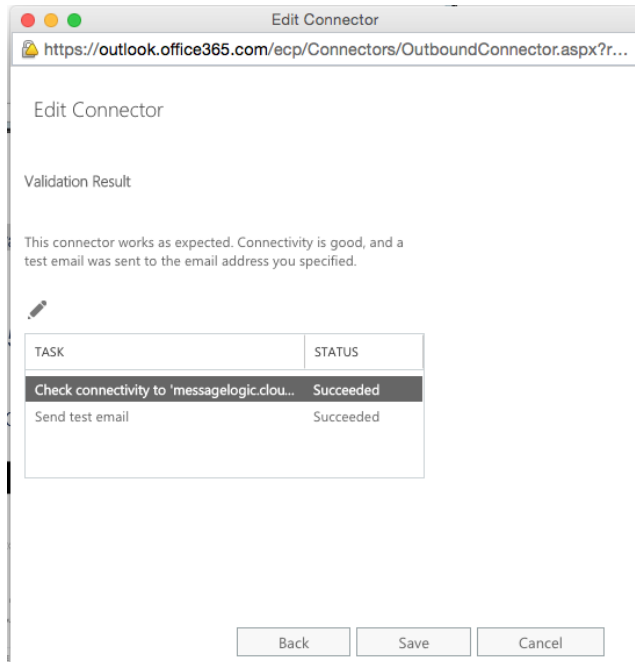 Edit Connector
https://outlook.office365.com/ecp/Connectors/OutboundConnector.aspx?r...
Edit Connector
Validation Result
This connector works as expected. Connectivity is good, and a
test email was sent to the email address you specified.
TASK STATUS
Check connectivity to 'messagelogic.clou... Succeeded
Send test email Succeeded
Back Save Cancel